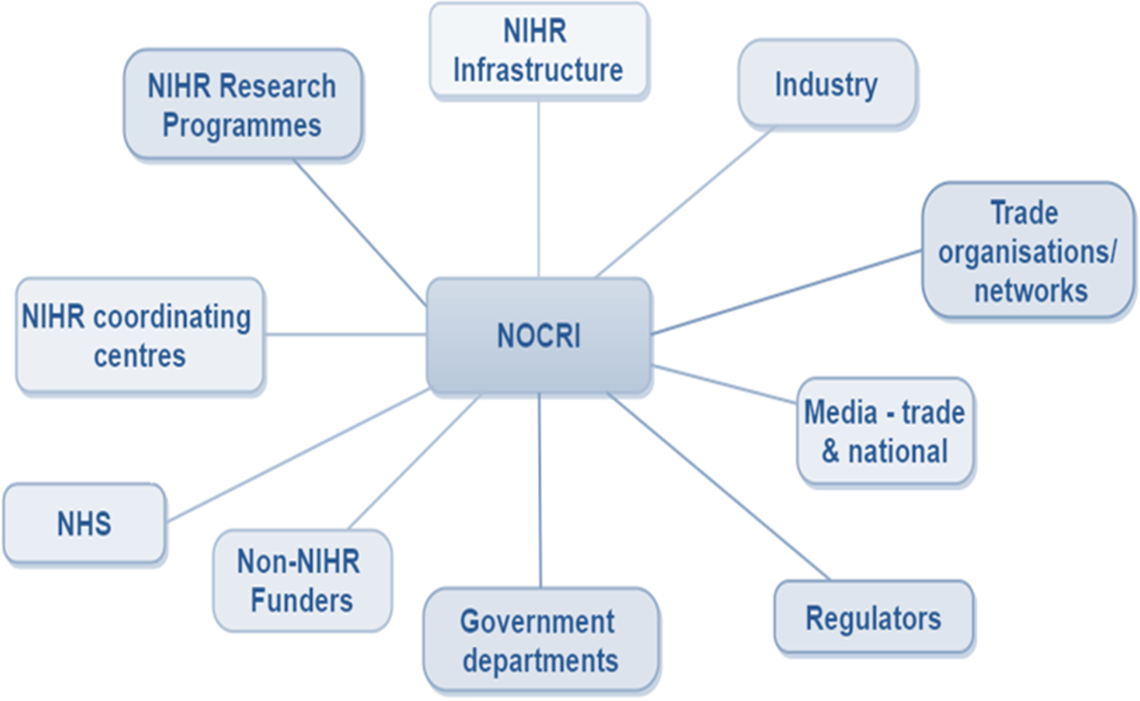 NIHR
Infrastructure
Industry
NIHR Research
Programmes
Trade
organisations/
networks
NIHR coordinating
centres
NOCRI
Media - trade
& national
NHS
Non-NIHR
Funders
Government
departments
Regulators